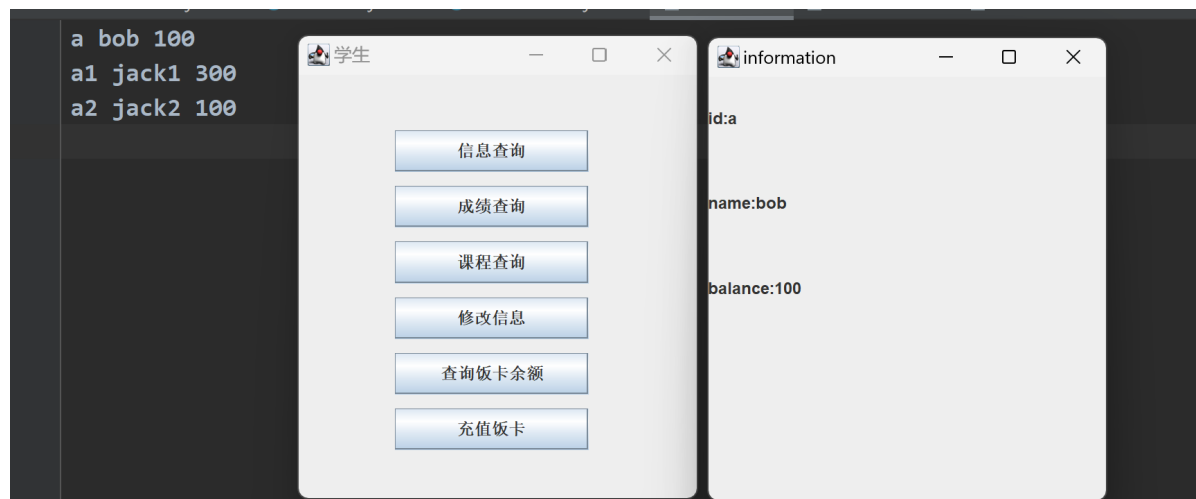 a bob 100
a1 jack1 300
a2 jack2 100
学生
信息查询
成绩查询
课程查询
修改信息
查询饭卡余额
充值饭卡
information
id:a
name:bob
balance:100